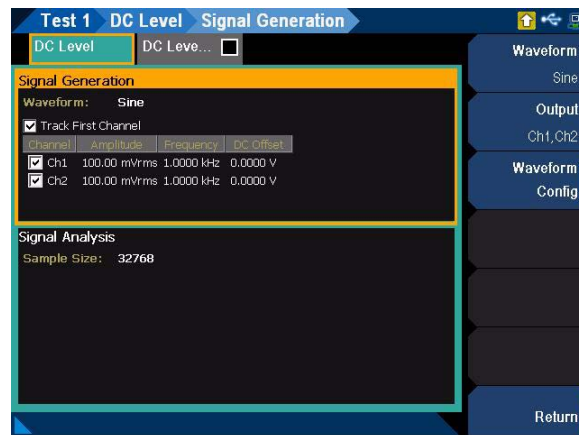 Test 1 DC Level Signal Generation
DC Level
DC Leve...
Signal Generation
Waveform: Sine
Track First Channel
Channel Amplitude Frequency DC Offset
Ch1 100.00 mVrms 1.0000 kHz 0.0000 V
Ch2 100.00 mVrms 1.0000 kHz 0.0000 V
Signal Analysis
Sample Size: 32768
Waveform
Sine
Output
Ch1,Ch2
Waveform
Config
Return